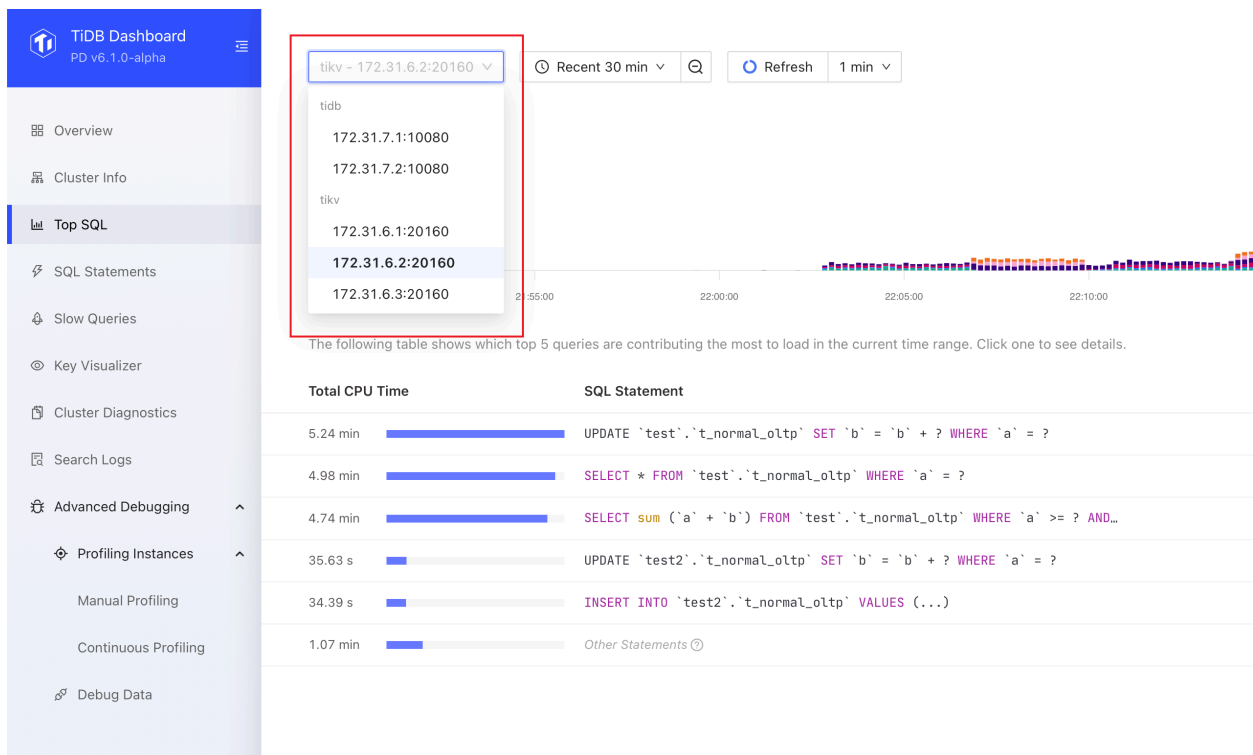 TiDB Dashboard
PD v6.1.0-alpha
Overview
Cluster Info
Top SQL
SQL Statements
Slow Queries
Key Visualizer
Cluster Diagnostics
Search Logs
Advanced Debugging
Profiling Instances
Manual Profiling
Continuous Profiling
Debug Data
tikv - 172.31.6.2:20160
Recent 30 min
Refresh
1 min
tidb
172.31.7.1:10080
172.31.7.2:10080
tikv
172.31.6.1:20160
172.31.6.2:20160
172.31.6.3:20160
21:55:00 22:00:00 22:05:00 22:10:00
The following table shows which top 5 queries are contributing the most to load in the current time range. Click one to see details.
Total CPU Time SQL Statement
5.24 min UPDATE `test`.`t_normal_oltp` SET `b` = `b` + ? WHERE `a` = ?
4.98 min SELECT * FROM `test`.`t_normal_oltp` WHERE `a` = ?
4.74 min SELECT sum (`a` + `b`) FROM `test`.`t_normal_oltp` WHERE `a` >= ? AND…
35.63 s UPDATE `test2`.`t_normal_oltp` SET `b` = `b` + ? WHERE `a` = ?
34.39 s INSERT INTO `test2`.`t_normal_oltp` VALUES (...)
1.07 min Other Statements